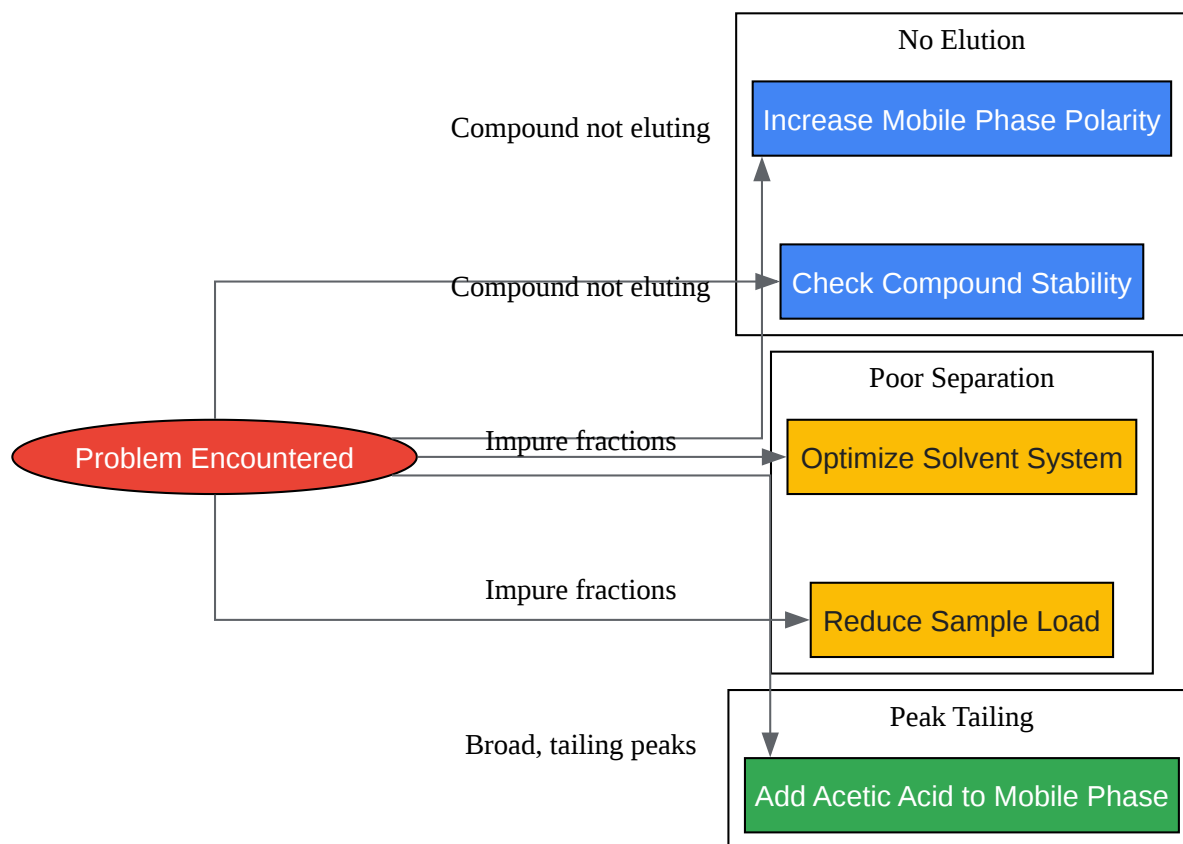 No Elution
Compound not eluting
Increase Mobile Phase Polarity
Compound not eluting
Check Compound Stability
Poor Separation
Problem Encountered
Impure fractions
Optimize Solvent System
Impure fractions
Reduce Sample Load
Peak Tailing
Broad, tailing peaks
Add Acetic Acid to Mobile Phase